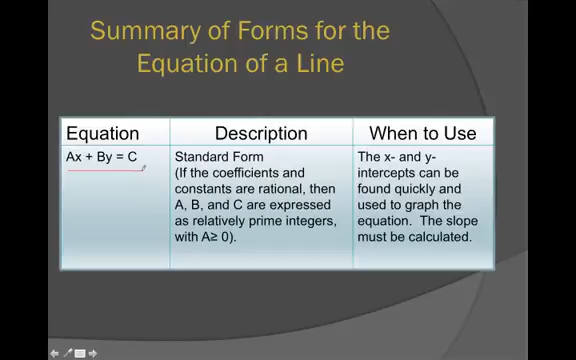 Summary of Forms for the
Equation of a Line
Equation
Description
When to Use
Ax + By = C
Standard Form
(If the coefficients and
constants are rational, then
A, B, and C are expressed
as relatively prime integers,
with A≥ 0).
The x- and y-
intercepts can be
found quickly and
used to graph the
equation. The slope
must be calculated.